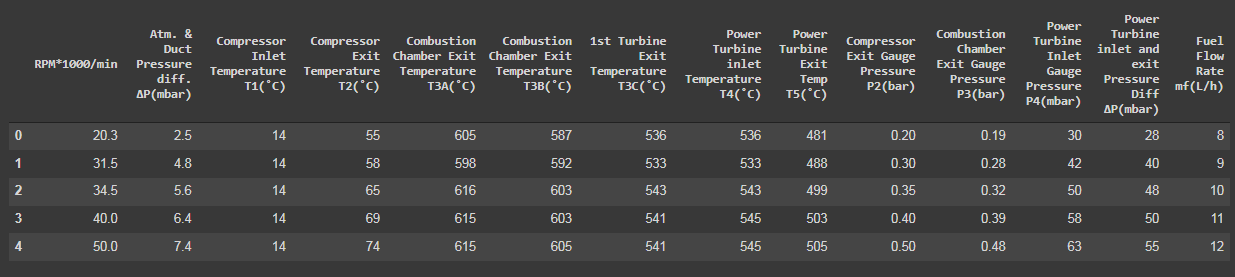 RPM*1000/min Atm. & Duct Pressure diff. ΔP(mbar) Compressor Inlet Temperature T1(˚C) Compressor Exit Temperature T2(˚C) Combustion Chamber Exit Temperature T3A(˚C) Combustion Chamber Exit Temperature T3B(˚C) 1st Turbine Exit Temperature T3C(˚C) Power Turbine inlet Temperature T4(˚C) Power Turbine Exit Temp T5(˚C) Compressor Exit Gauge Pressure P2(bar) Combustion Chamber Exit Gauge Pressure P3(bar) Power Turbine Inlet Gauge Pressure P4(mbar) Power Turbine inlet and exit Pressure Diff ΔP(mbar) Fuel Flow Rate mf(L/h)
0 20.3 2.5 14 55 605 587 536 536 481 0.20 0.19 30 28 8
1 31.5 4.8 14 58 598 592 533 533 488 0.30 0.28 42 40 9
2 34.5 5.6 14 65 616 603 543 543 499 0.35 0.32 50 48 10
3 40.0 6.4 14 69 615 603 541 545 503 0.40 0.39 58 50 11
4 50.0 7.4 14 74 615 605 541 545 505 0.50 0.48 63 55 12